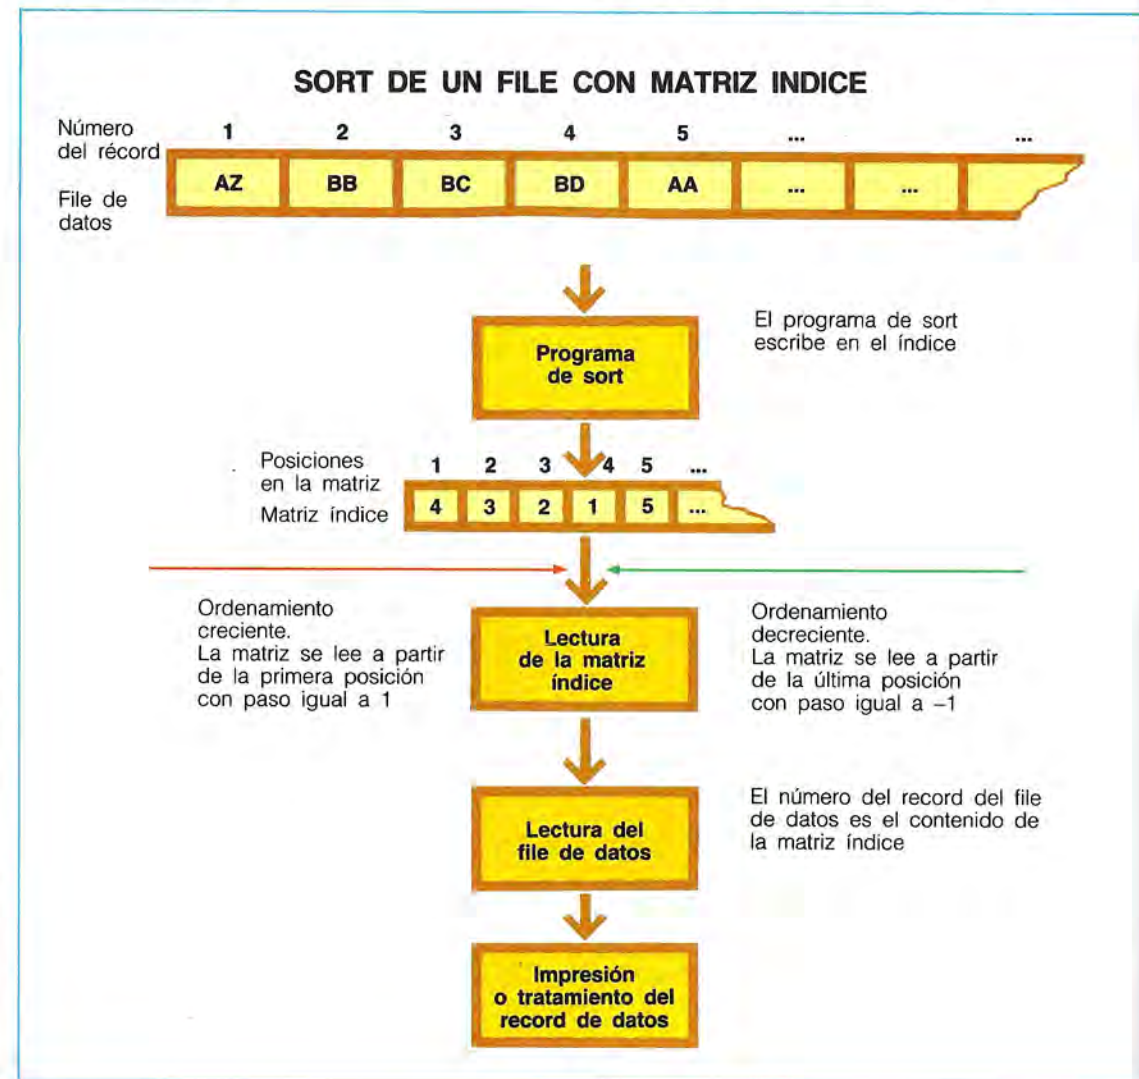 SORT DE UN FILE CON MATRIZ INDICE
Número
del récord
1 2 3 4 5 ... ...
File de
datos
AZ BB BC BD AA ... ...
Programa
de sort
El programa de sort
escribe en el índice
Posiciones
en la matriz
1 2 3 4 5 ...
Matriz índice
4 3 2 1 5 ...
Ordenamiento
creciente.
La matriz se lee a partir
de la primera posición
con paso igual a 1
Lectura
de la matriz
índice
Ordenamiento
decreciente.
La matriz se lee a partir
de la última posición
con paso igual a –1
Lectura del
file de datos
El número del record del file
de datos es el contenido de
la matriz índice
Impresión
o tratamiento del
record de datos